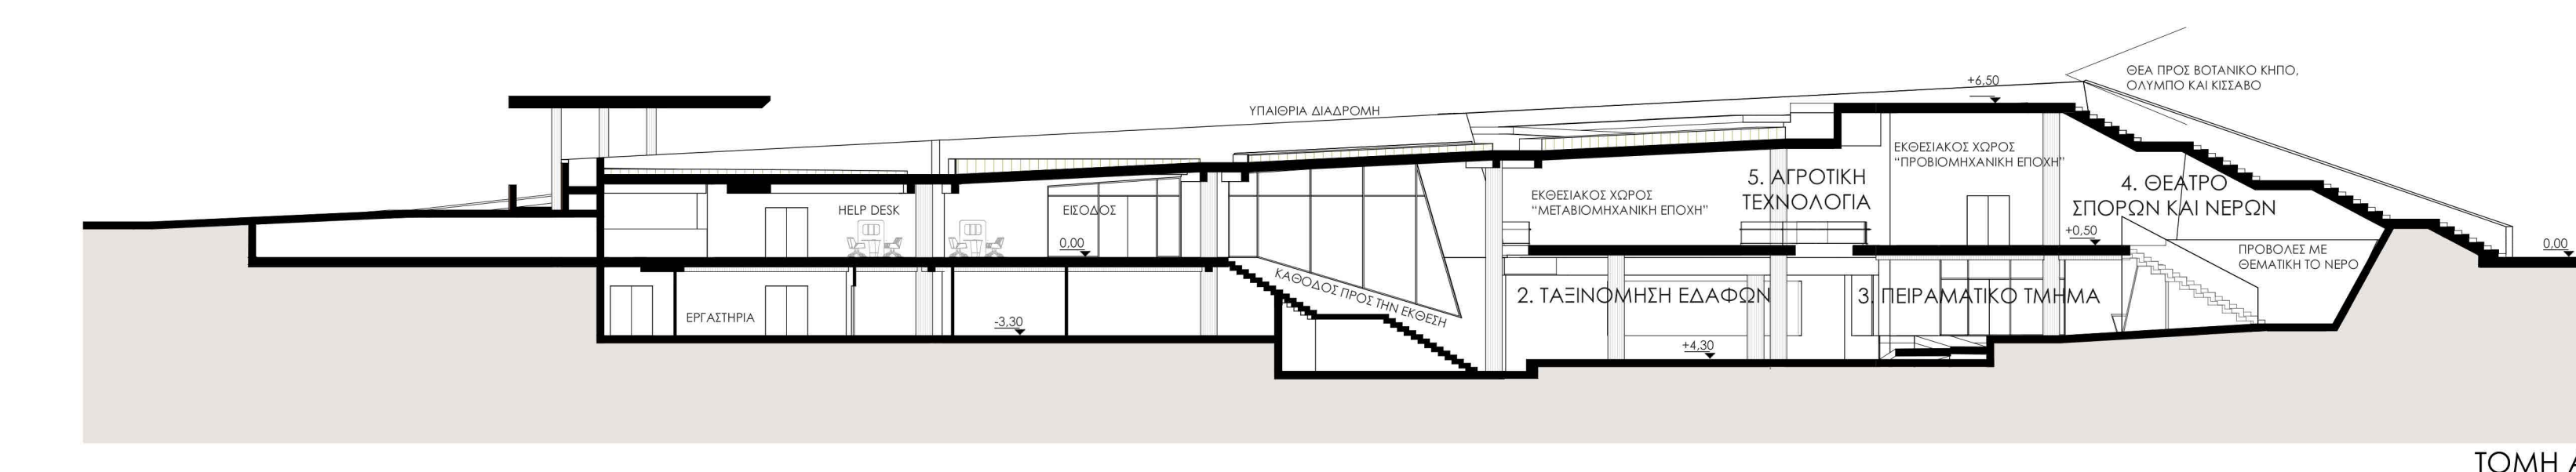 ΘΕΑ ΠΡΟΣ ΒΟΤΑΝΙΚΟ ΚΗΠΟ,
ΟΛΥΜΠΟ ΚΑΙ ΚΙΣΣΑΒΟ
+6,50
ΥΠΑΙΘΡΙΑ ΔΙΑΔΡΟΜΗ
ΕΚΘΕΣΙΑΚΟΣ ΧΩΡΟΣ
"ΠΡΟΒΙΟΜΗΧΑΝΙΚΗ ΕΠΟΧΗ"
5. ΑΓΡΟΤΙΚΗ
ΤΕΧΝΟΛΟΓΙΑ
4. ΘΕΑΤΡΟ
ΣΠΟΡΩΝ ΚΑΙ ΝΕΡΩΝ
ΕΚΘΕΣΙΑΚΟΣ ΧΩΡΟΣ
"ΜΕΤΑΒΙΟΜΗΧΑΝΙΚΗ ΕΠΟΧΗ"
HELP DESK
ΕΙΣΟΔΟΣ
0,00
+0,50
0,00
ΠΡΟΒΟΛΕΣ ΜΕ
ΘΕΜΑΤΙΚΗ ΤΟ ΝΕΡΟ
ΚΑΘΟΔΟΣ ΠΡΟΣ ΤΗΝ ΕΚΘΕΣΗ
2. ΤΑΞΙΝΟΜΗΣΗ ΕΔΑΦΩΝ
3. ΠΕΙΡΑΜΑΤΙΚΟ ΤΜΗΜΑ
ΕΡΓΑΣΤΗΡΙΑ
-3,30
+4,30
ΤΟΜΗ Α